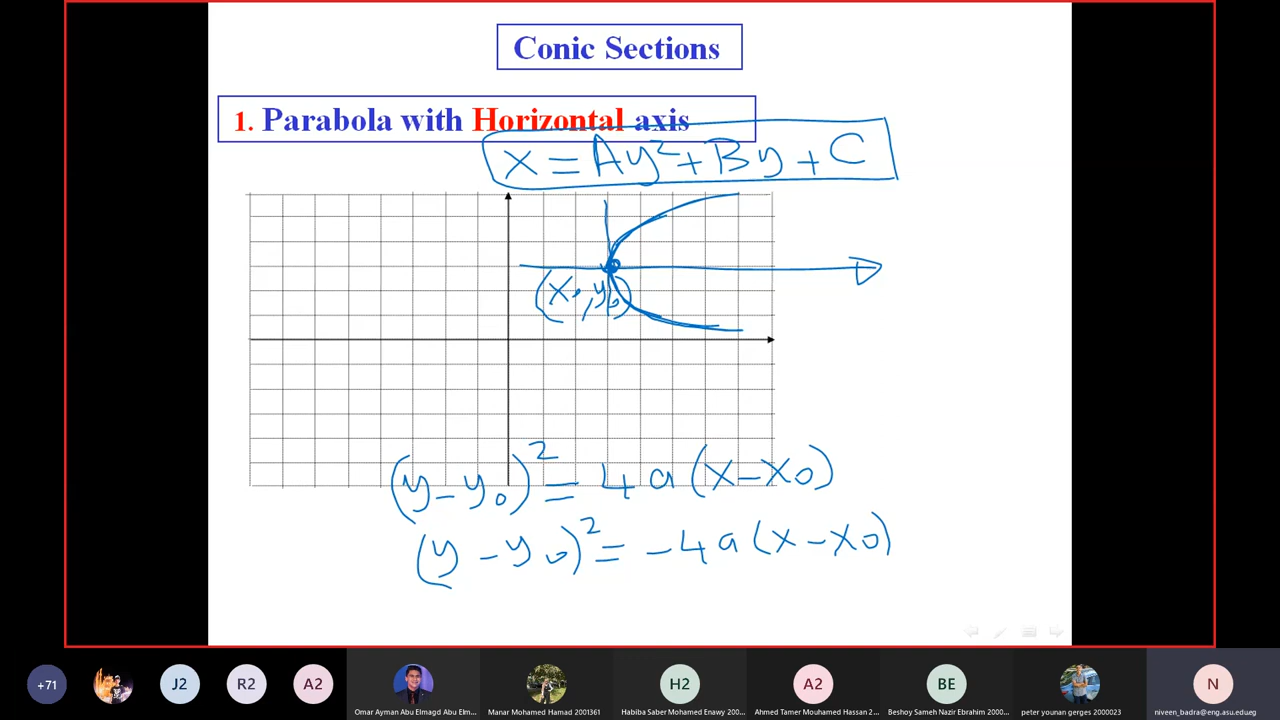 Conic Sections
1. Parabola with Horizontal axis
x = Ay² + By + C
(x₀, y₀)
(y - y₀)² = 4a(x - x₀)
(y - y₀)² = -4a(x - x₀)
+71
J2
R2
A2
H2
A2
BE
N
Omar Ayman Abu Elmagd Abu Elm...
Manar Mohamed Hamad 2001361
Habiba Saber Mohamed Enawy 200...
Ahmed Tamer Mouhamed Hassan 2...
Beshoy Sameh Nazir Ebrahim 2000...
peter younan gerges 2000023
niveen_badra@eng.asu.edueg